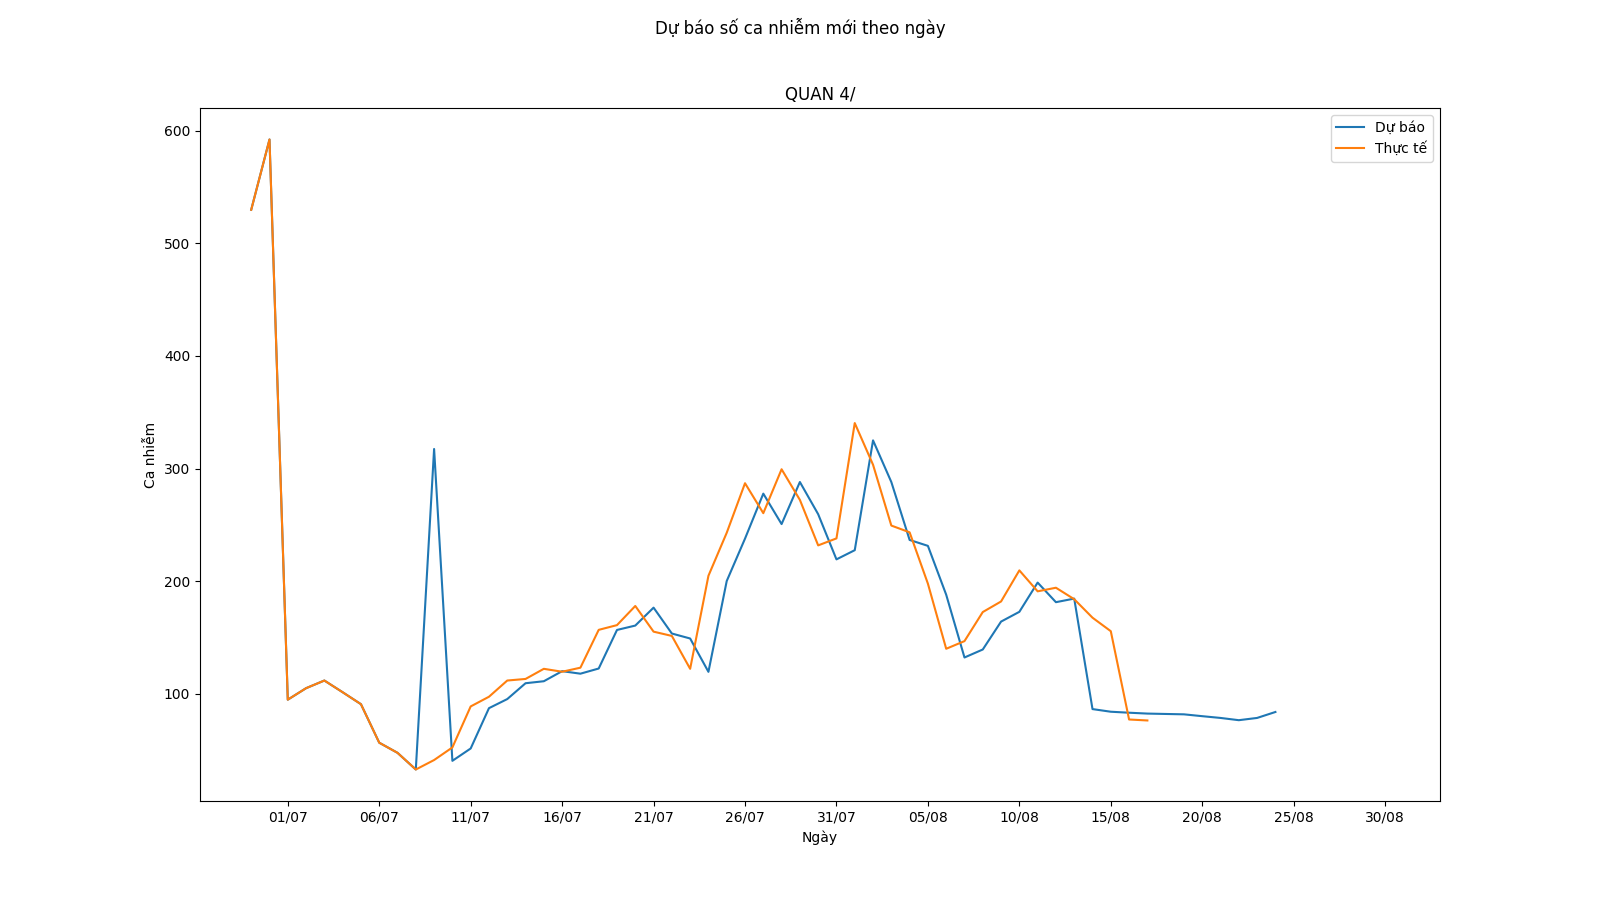 Dự báo số ca nhiễm mới theo ngày
QUAN 4/
Dự báo
Thực tế
600
500
400
300
200
100
Ca nhiễm
01/07 06/07 11/07 16/07 21/07 26/07 31/07 05/08 10/08 15/08 20/08 25/08 30/08
Ngày